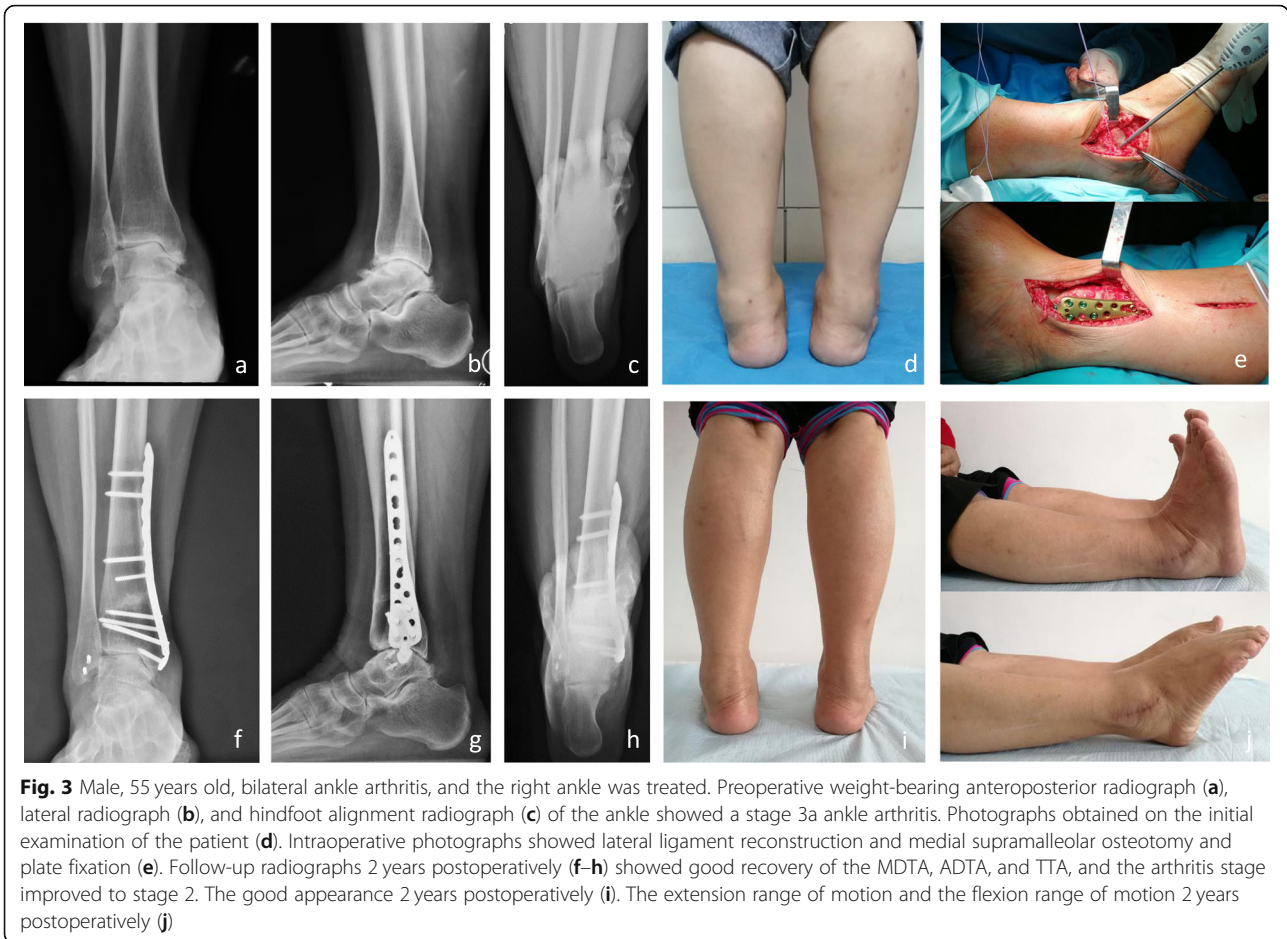 a
b
c
d
e
f
g
h
i
j
Fig. 3 Male, 55 years old, bilateral ankle arthritis, and the right ankle was treated. Preoperative weight-bearing anteroposterior radiograph (a),
lateral radiograph (b), and hindfoot alignment radiograph (c) of the ankle showed a stage 3a ankle arthritis. Photographs obtained on the initial
examination of the patient (d). Intraoperative photographs showed lateral ligament reconstruction and medial supramalleolar osteotomy and
plate fixation (e). Follow-up radiographs 2 years postoperatively (f–h) showed good recovery of the MDTA, ADTA, and TTA, and the arthritis stage
improved to stage 2. The good appearance 2 years postoperatively (i). The extension range of motion and the flexion range of motion 2 years
postoperatively (j)